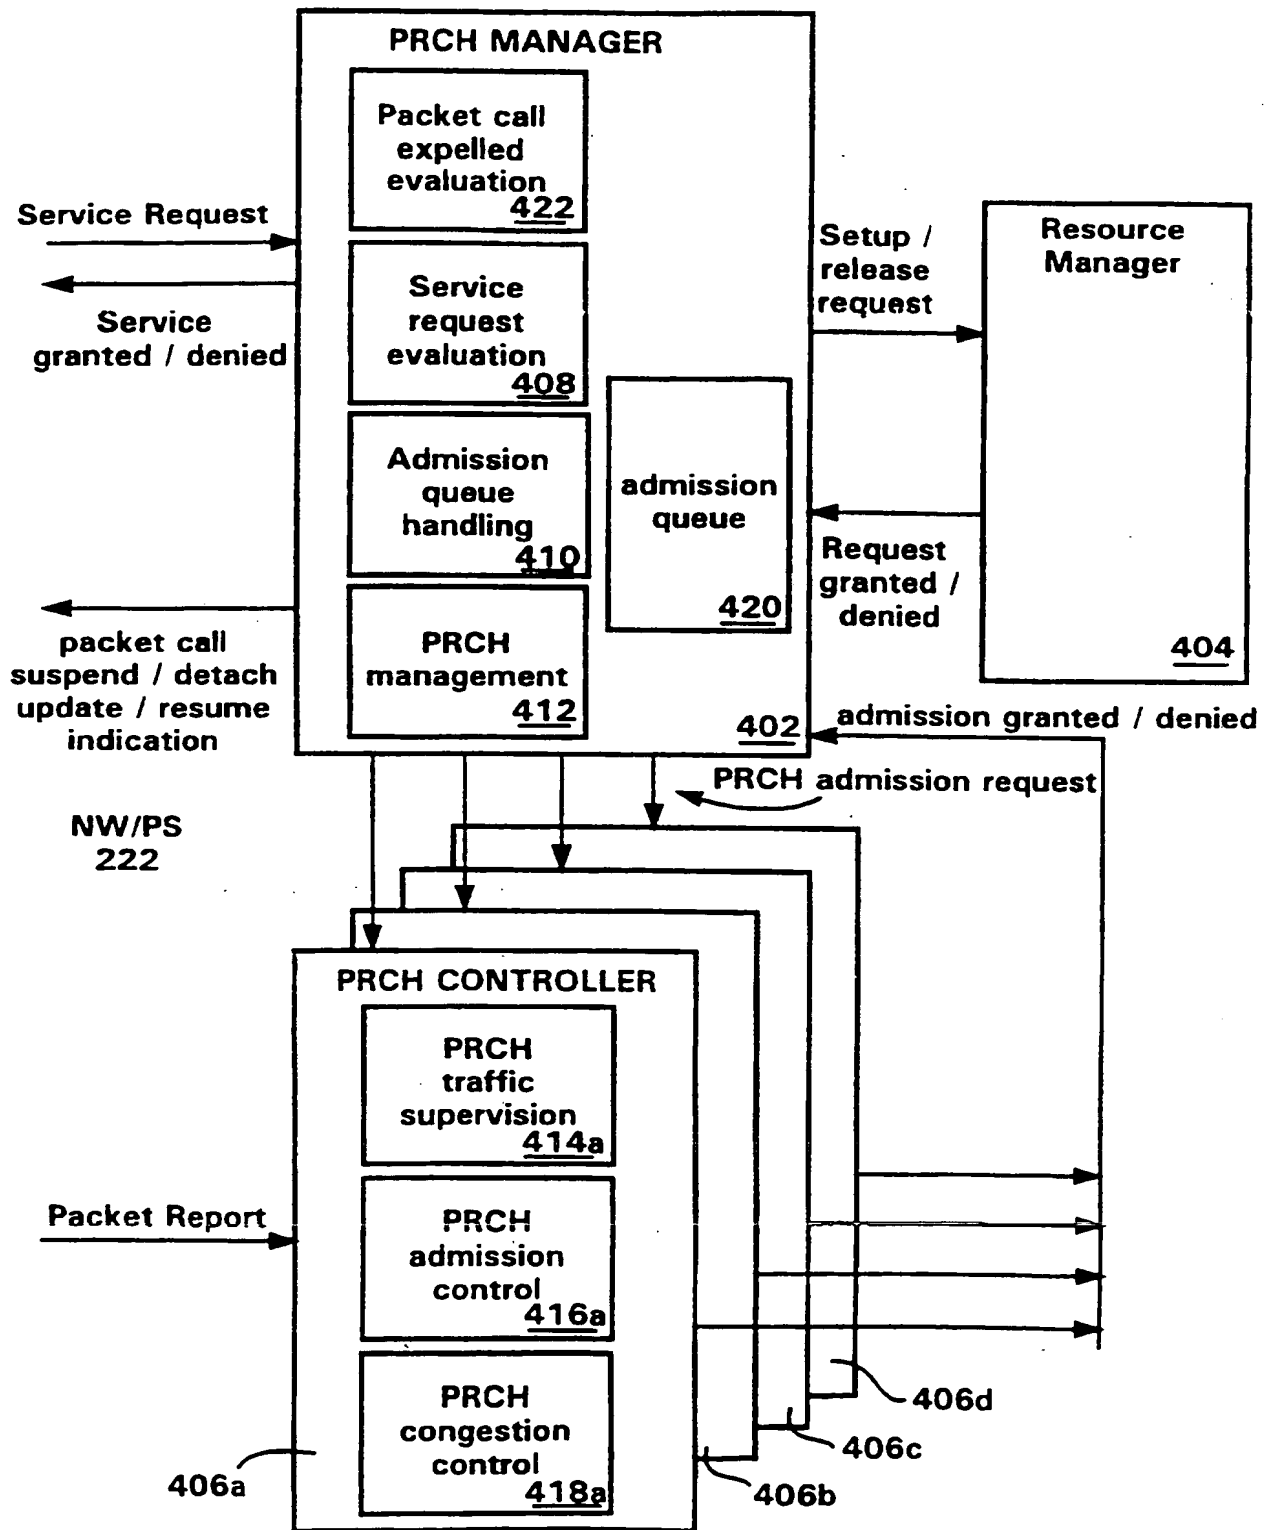 PRCH MANAGER
Packet call
expelled
evaluation
422
Service Request
Service
granted / denied
Service
request
evaluation
408
Setup /
release
request
Resource
Manager
Admission
queue
handling
410
admission
queue
420
Request
granted /
denied
404
packet call
suspend / detach
update / resume
indication
PRCH
management
412
402
admission granted / denied
PRCH admission request
NW/PS
222
PRCH CONTROLLER
PRCH
traffic
supervision
414a
Packet Report
PRCH
admission
control
416a
PRCH
congestion
control
418a
406a
406b
406c
406d